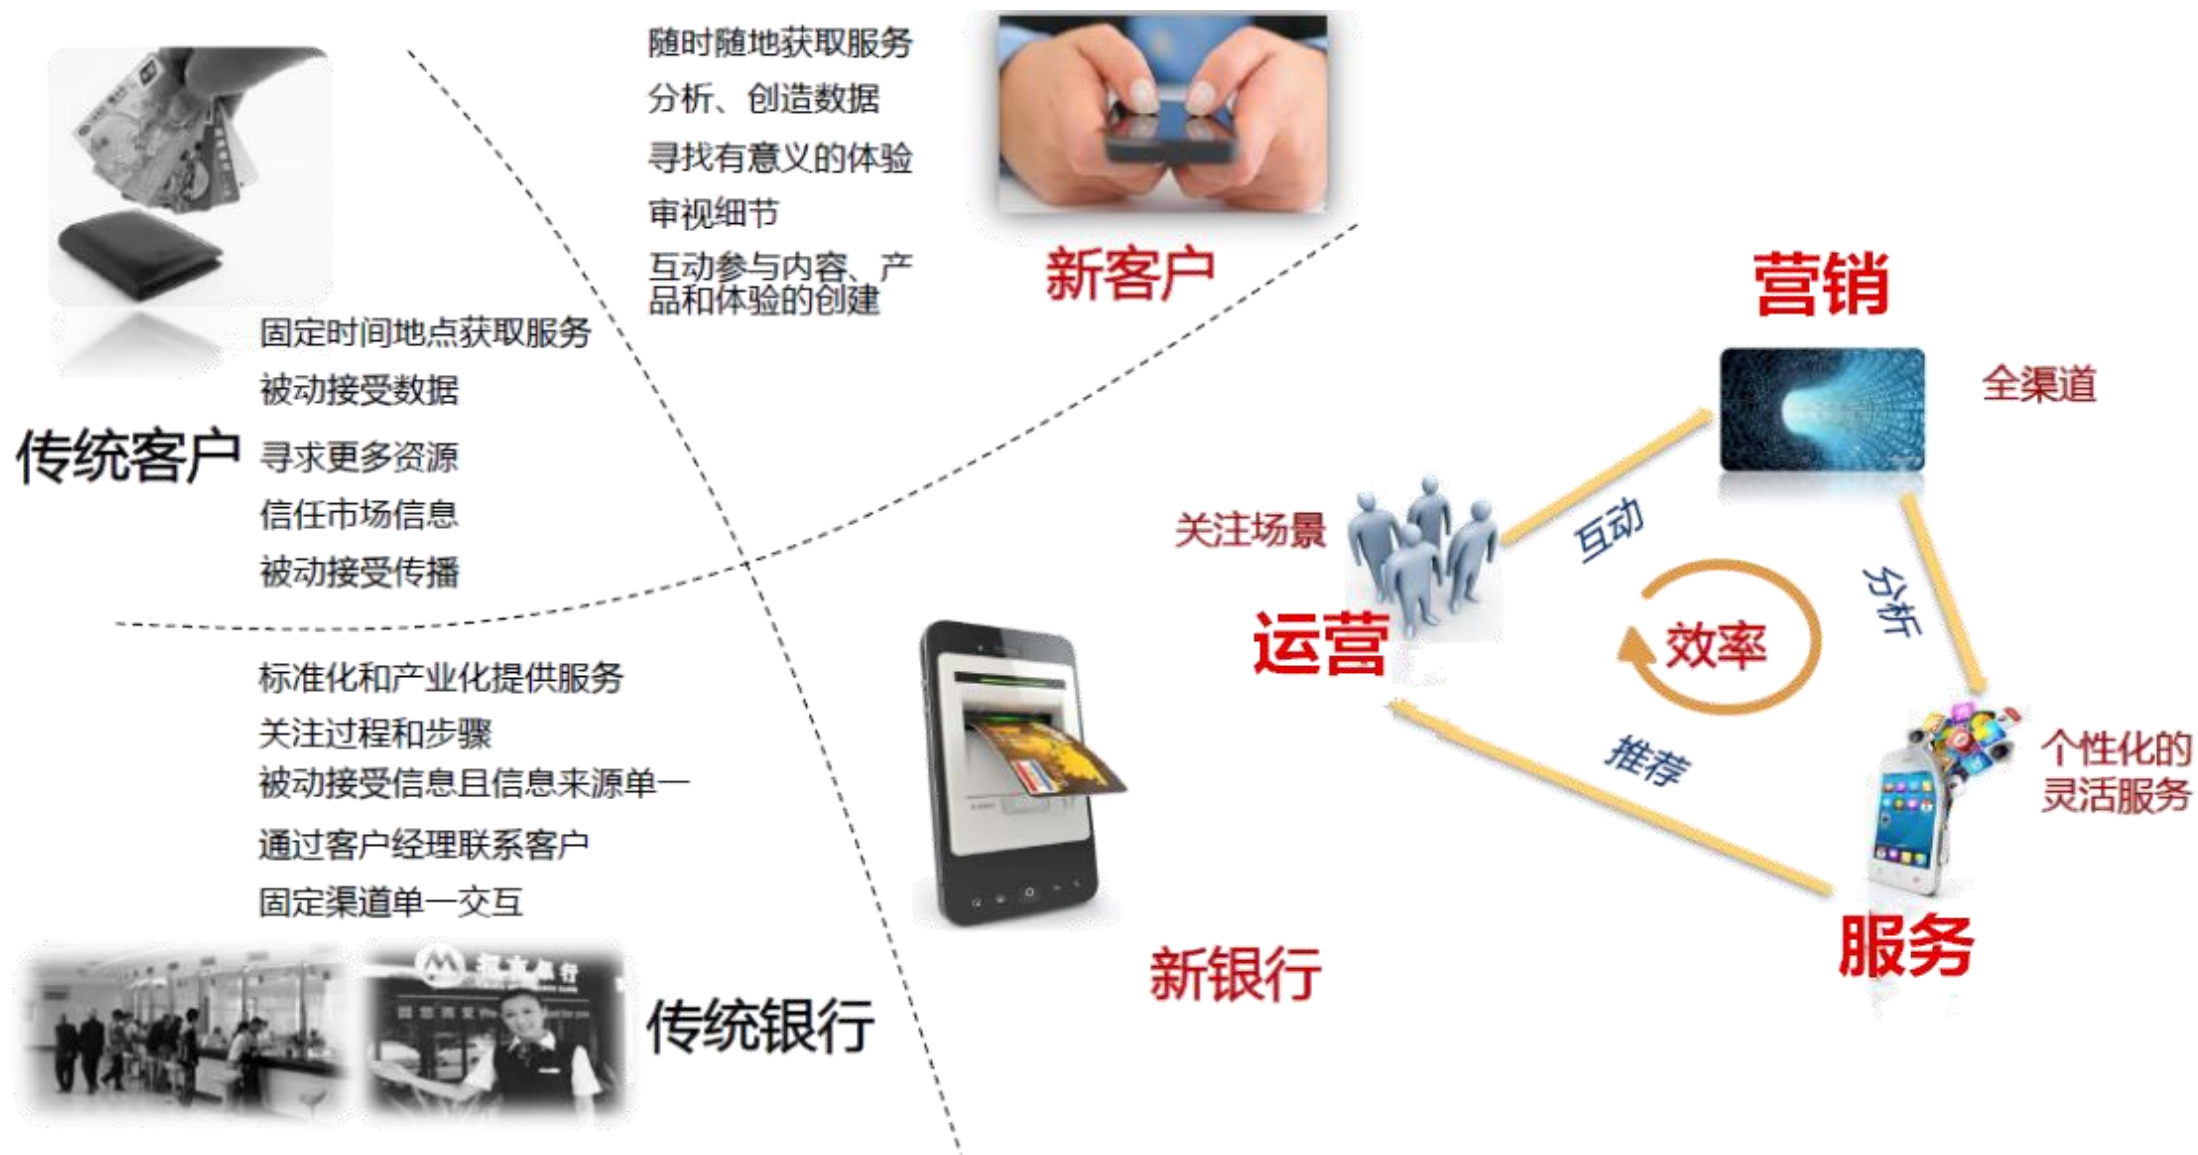 随时随地获取服务
分析、创造数据
寻找有意义的体验
审视细节
互动参与内容、产
品和体验的创建
新客户
固定时间地点获取服务
被动接受数据
传统客户
寻求更多资源
信任市场信息
被动接受传播
标准化和产业化提供服务
关注过程和步骤
被动接受信息且信息来源单一
通过客户经理联系客户
固定渠道单一交互
传统银行
新银行
营销
全渠道
关注场景
互动
运营
分析
效率
推荐
个性化的
灵活服务
服务